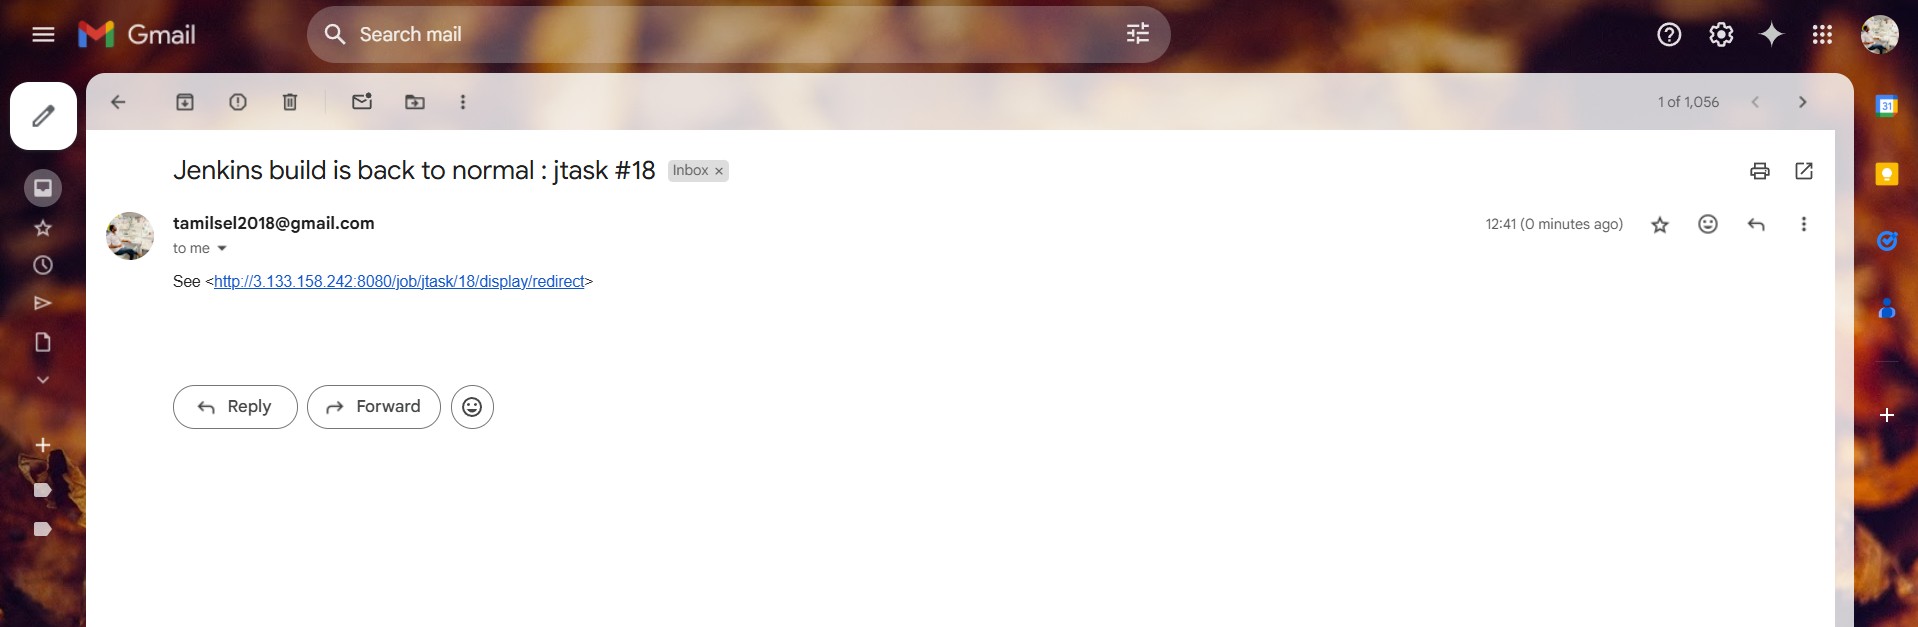 Gmail
Search mail
1 of 1,056
Jenkins build is back to normal : jtask #18 Inbox ×
tamilsel2018@gmail.com
12:41 (0 minutes ago)
to me
See <http://3.133.158.242:8080/job/jtask/18/display/redirect>
Reply
Forward
31